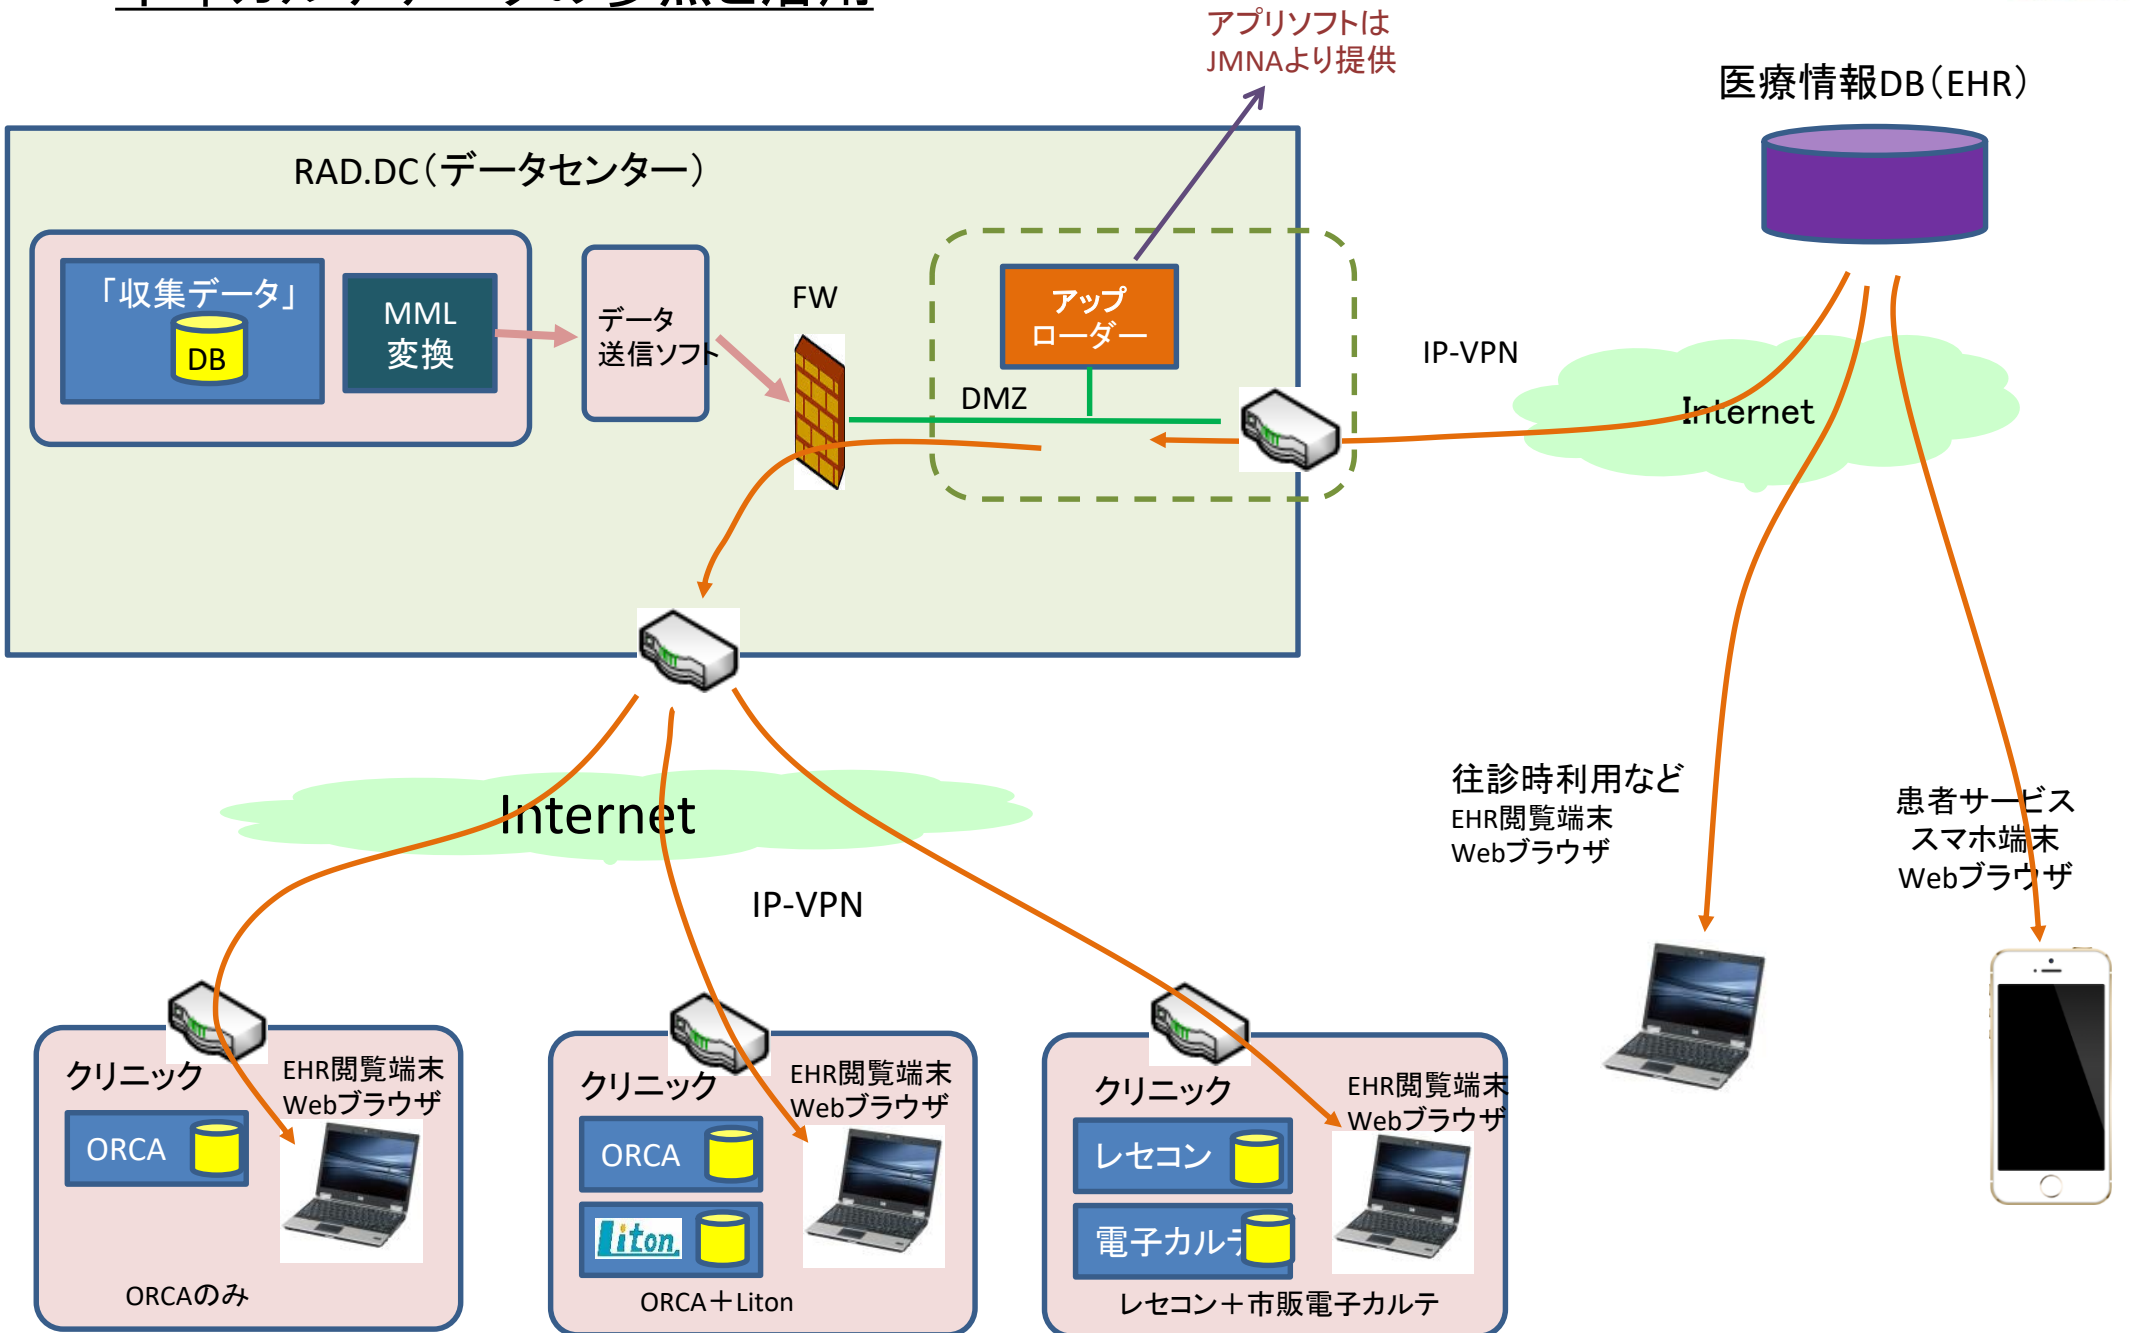 アプリソフトは
JMNAより提供
医療情報DB（EHR）
RAD.DC（データセンター）
「収集データ」
DB
MML
変換
データ
送信ソフト
FW
アップ
ローダー
DMZ
IP-VPN
Internet
往診時利用など
EHR閲覧端末
Webブラウザ
患者サービス
スマホ端末
Webブラウザ
Internet
IP-VPN
クリニック
EHR閲覧端末
Webブラウザ
ORCA
ORCAのみ
クリニック
EHR閲覧端末
Webブラウザ
ORCA
Liton
ORCA＋Liton
クリニック
EHR閲覧端末
Webブラウザ
レセコン
電子カルテ
レセコン＋市販電子カルテ